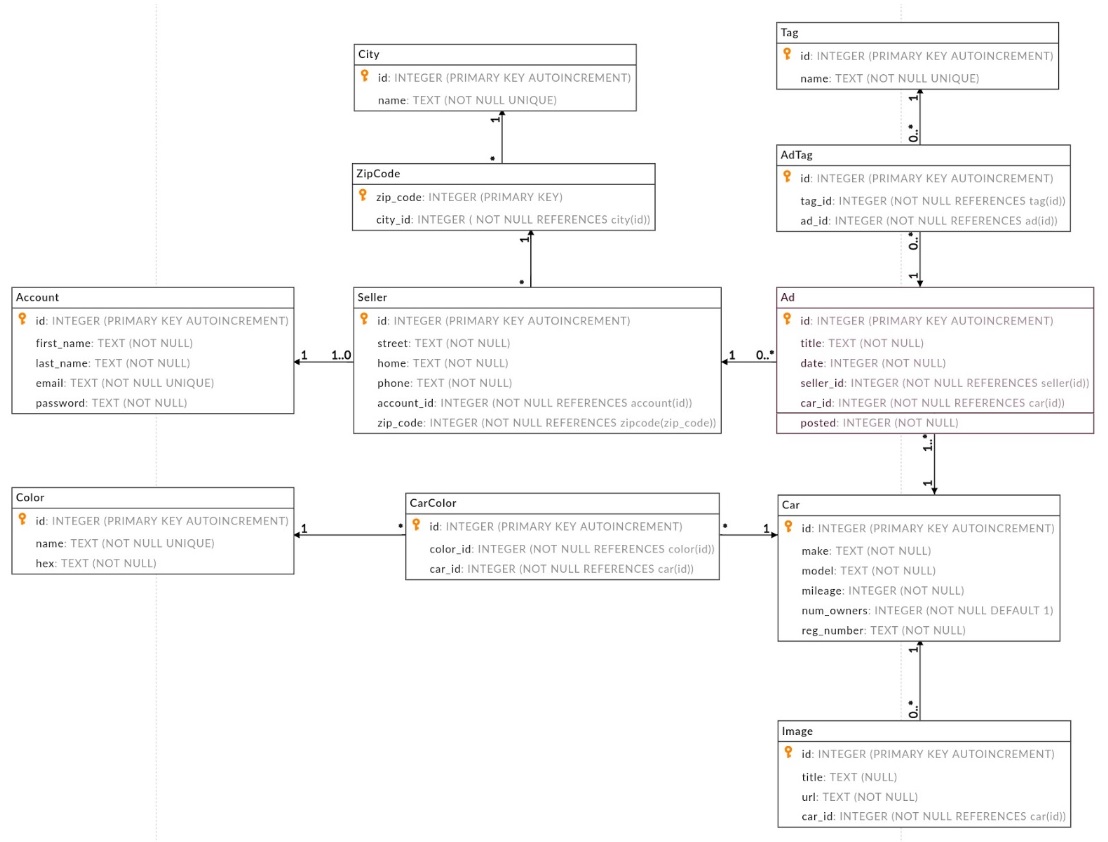 City
id: INTEGER (PRIMARY KEY AUTOINCREMENT)
name: TEXT (NOT NULL UNIQUE)
1
*
ZipCode
zip_code: INTEGER (PRIMARY KEY)
city_id: INTEGER ( NOT NULL REFERENCES city(id))
1
*
Tag
id: INTEGER (PRIMARY KEY AUTOINCREMENT)
name: TEXT (NOT NULL UNIQUE)
1
0..*
AdTag
id: INTEGER (PRIMARY KEY AUTOINCREMENT)
tag_id: INTEGER (NOT NULL REFERENCES tag(id))
ad_id: INTEGER (NOT NULL REFERENCES ad(id))
0..*
1
Account
id: INTEGER (PRIMARY KEY AUTOINCREMENT)
first_name: TEXT (NOT NULL)
last_name: TEXT (NOT NULL)
email: TEXT (NOT NULL UNIQUE)
password: TEXT (NOT NULL)
1 1..0
Seller
id: INTEGER (PRIMARY KEY AUTOINCREMENT)
street: TEXT (NOT NULL)
home: TEXT (NOT NULL)
phone: TEXT (NOT NULL)
account_id: INTEGER (NOT NULL REFERENCES account(id))
zip_code: INTEGER (NOT NULL REFERENCES zipcode(zip_code))
1 0..*
Ad
id: INTEGER (PRIMARY KEY AUTOINCREMENT)
title: TEXT (NOT NULL)
date: INTEGER (NOT NULL)
seller_id: INTEGER (NOT NULL REFERENCES seller(id))
car_id: INTEGER (NOT NULL REFERENCES car(id))
posted: INTEGER (NOT NULL)
1..*
1
Color
id: INTEGER (PRIMARY KEY AUTOINCREMENT)
name: TEXT (NOT NULL UNIQUE)
hex: TEXT (NOT NULL)
1 *
CarColor
id: INTEGER (PRIMARY KEY AUTOINCREMENT)
color_id: INTEGER (NOT NULL REFERENCES color(id))
car_id: INTEGER (NOT NULL REFERENCES car(id))
* 1
Car
id: INTEGER (PRIMARY KEY AUTOINCREMENT)
make: TEXT (NOT NULL)
model: TEXT (NOT NULL)
mileage: INTEGER (NOT NULL)
num_owners: INTEGER (NOT NULL DEFAULT 1)
reg_number: TEXT (NOT NULL)
1
0..*
Image
id: INTEGER (PRIMARY KEY AUTOINCREMENT)
title: TEXT (NULL)
url: TEXT (NOT NULL)
car_id: INTEGER (NOT NULL REFERENCES car(id))